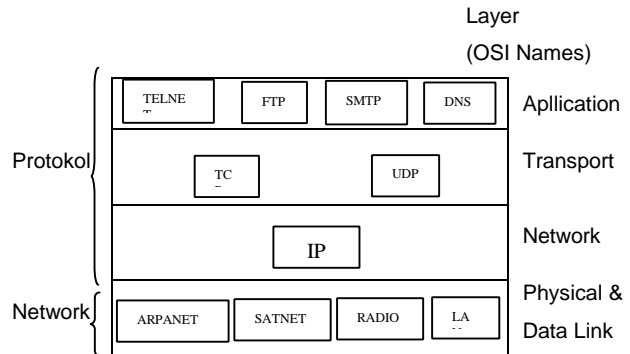 Layer
(OSI Names)
TELNE
FTP
SMTP
DNS
Apllication
Protokol
TC
UDP
Transport
IP
Network
Network
ARPANET
SATNET
RADIO
LA
Physical &
Data Link